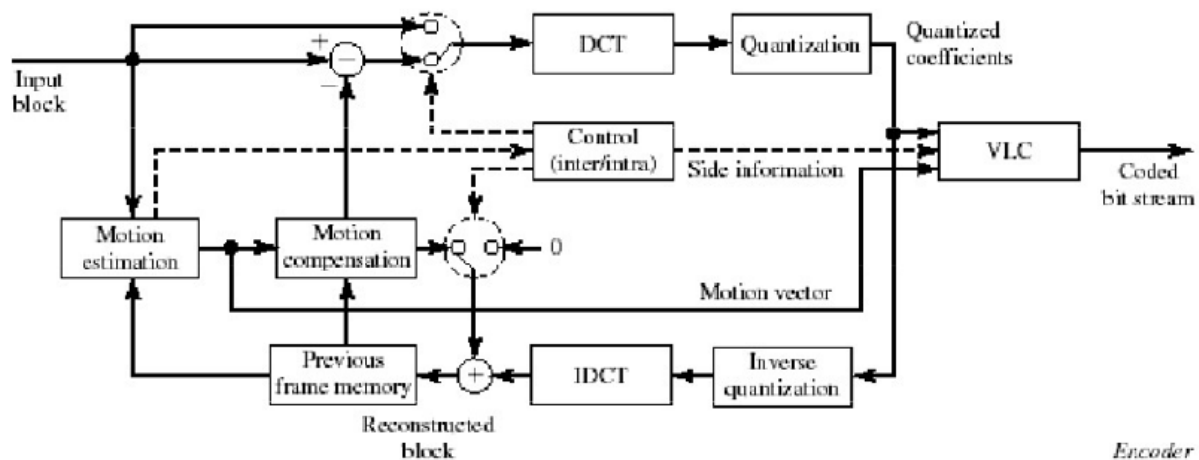 +
−
−
DCT
Quantization
Quantized
coefficients
Input
block
Control
(inter/intra)
Side information
VLC
Coded
bit stream
Motion
estimation
Motion
compensation
0
Motion vector
Previous
frame memory
+
IDCT
Inverse
quantization
Reconstructed
block
Encoder